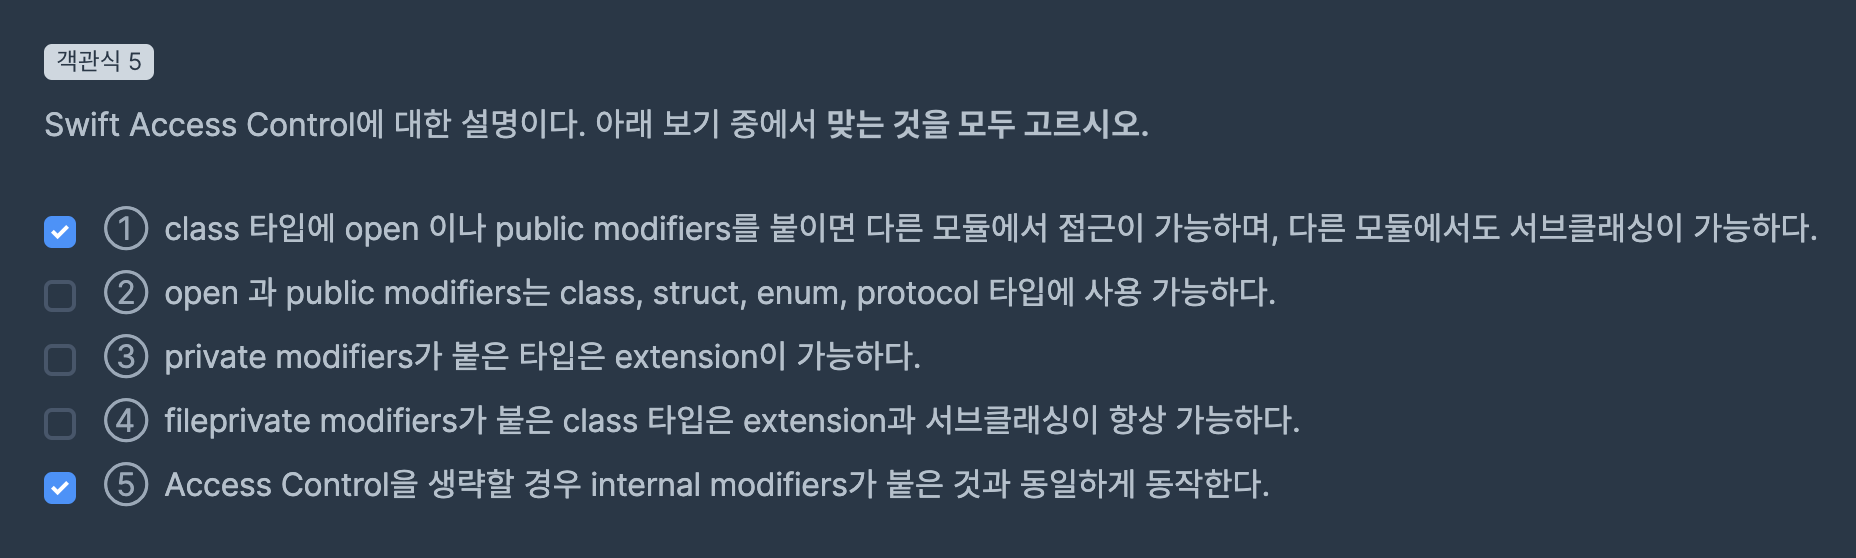 객관식 5
Swift Access Control에 대한 설명이다. 아래 보기 중에서 맞는 것을 모두 고르시오.
① class 타입에 open 이나 public modifiers를 붙이면 다른 모듈에서 접근이 가능하며, 다른 모듈에서도 서브클래싱이 가능하다.
② open 과 public modifiers는 class, struct, enum, protocol 타입에 사용 가능하다.
③ private modifiers가 붙은 타입은 extension이 가능하다.
④ fileprivate modifiers가 붙은 class 타입은 extension과 서브클래싱이 항상 가능하다.
⑤ Access Control을 생략할 경우 internal modifiers가 붙은 것과 동일하게 동작한다.